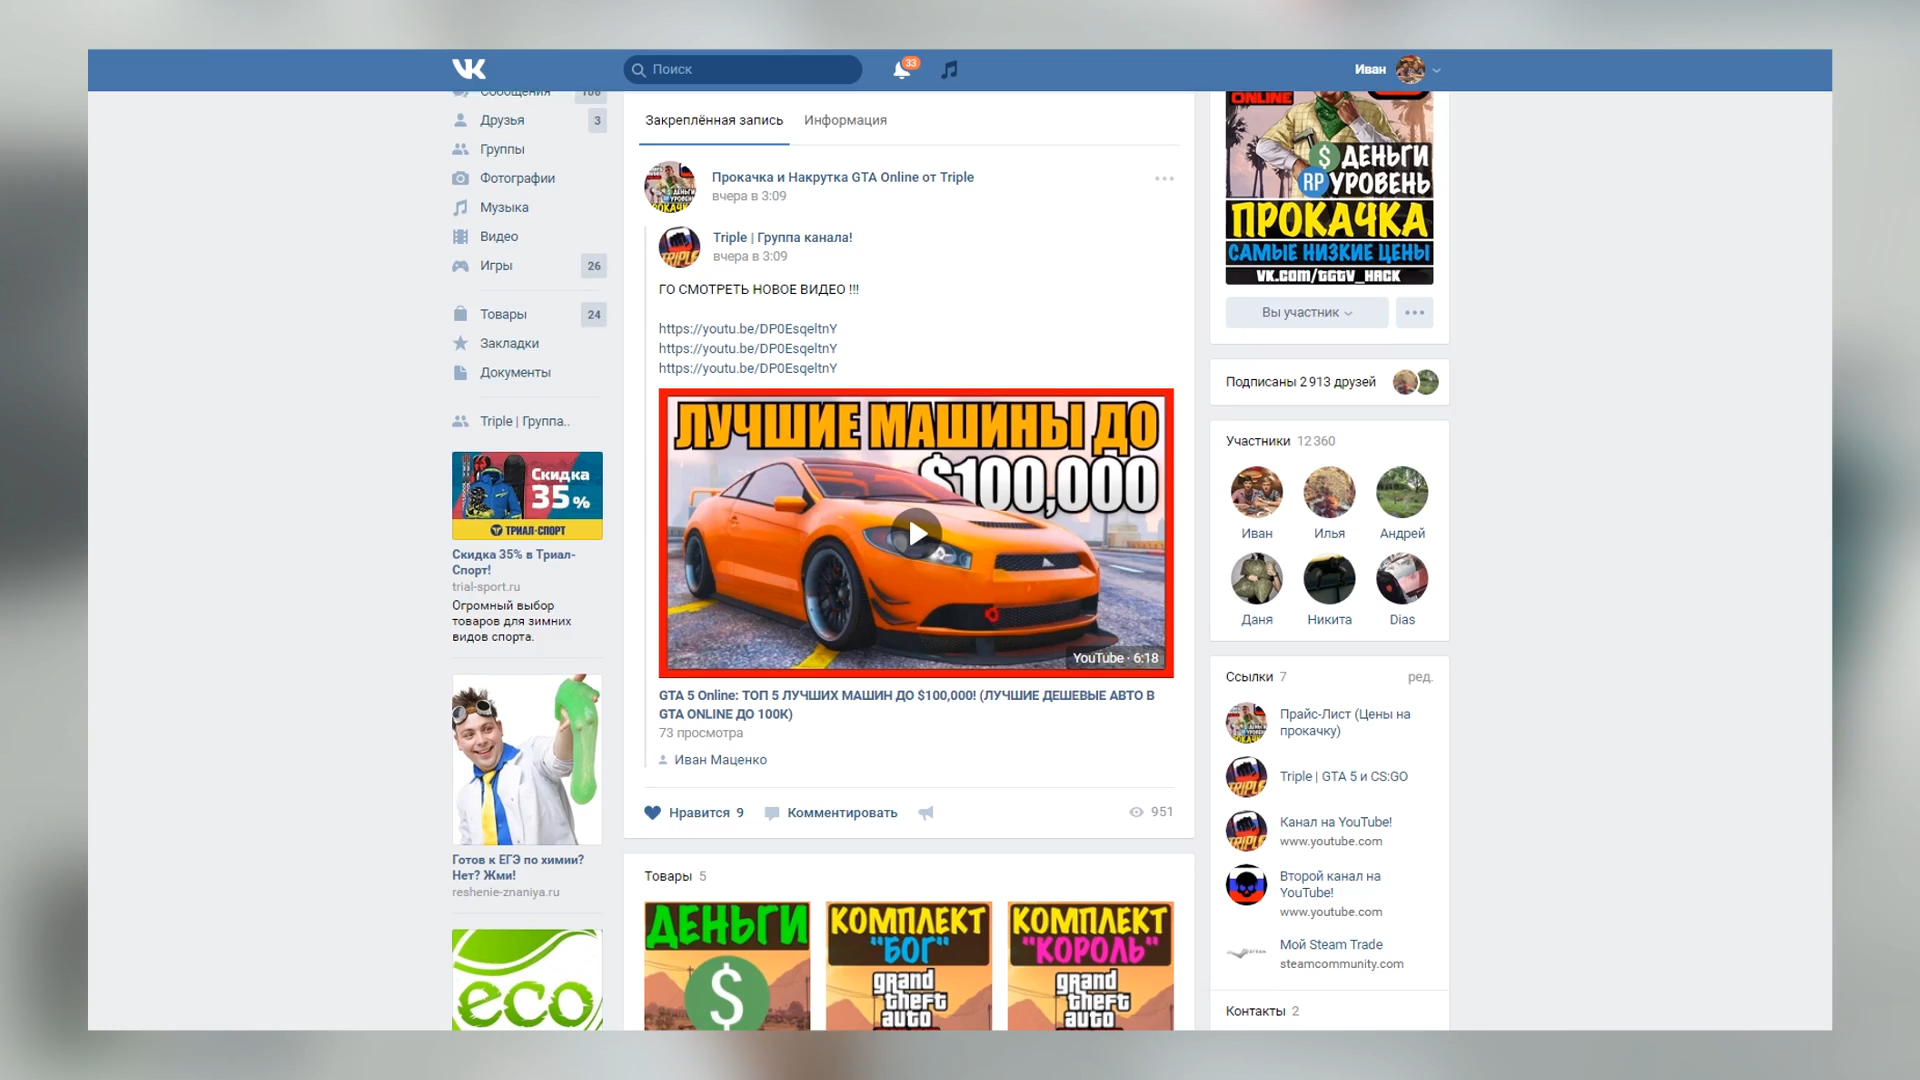 Поиск
33
Иван
Сообщения 106
Друзья 3
Группы
Фотографии
Музыка
Видео
Игры 26
Товары 24
Закладки
Документы
Triple | Группа..
Скидка
35 %
ТРИАЛ-СПОРТ
Скидка 35% в Триал-
Спорт!
trial-sport.ru
Огромный выбор
товаров для зимних
видов спорта.
Готов к ЕГЭ по химии?
Нет? Жми!
reshenie-znaniya.ru
eco
Закреплённая запись Информация
Прокачка и Накрутка GTA Online от Triple
вчера в 3:09
TRIPLE
Triple | Группа канала!
вчера в 3:09
ГО СМОТРЕТЬ НОВОЕ ВИДЕО !!!
https://youtu.be/DP0EsqeltnY
https://youtu.be/DP0EsqeltnY
https://youtu.be/DP0EsqeltnY
ЛУЧШИЕ МАШИНЫ ДО
$100,000
YouTube · 6:18
GTA 5 Online: ТОП 5 ЛУЧШИХ МАШИН ДО $100,000! (ЛУЧШИЕ ДЕШЕВЫЕ АВТО В
GTA ONLINE ДО 100К)
73 просмотра
Иван Маценко
Нравится 9 Комментировать 951
Товары 5
ДЕНЬГИ
$
КОМПЛЕКТ
"БОГ"
grand
theft
auto
КОМПЛЕКТ
"КОРОЛЬ"
grand
theft
auto
ONLINE
$ ДЕНЬГИ
RP УРОВЕНЬ
ПРОКАЧКА
САМЫЕ НИЗКИЕ ЦЕНЫ
VK.COM/TGTV_HACK
Вы участник
Подписаны 2 913 друзей
Участники 12 360
Иван Илья Андрей
Даня Никита Dias
Ссылки 7 ред.
Прайс-Лист (Цены на
прокачку)
Triple | GTA 5 и CS:GO
Канал на YouTube!
www.youtube.com
Второй канал на
YouTube!
www.youtube.com
Мой Steam Trade
steamcommunity.com
Контакты 2